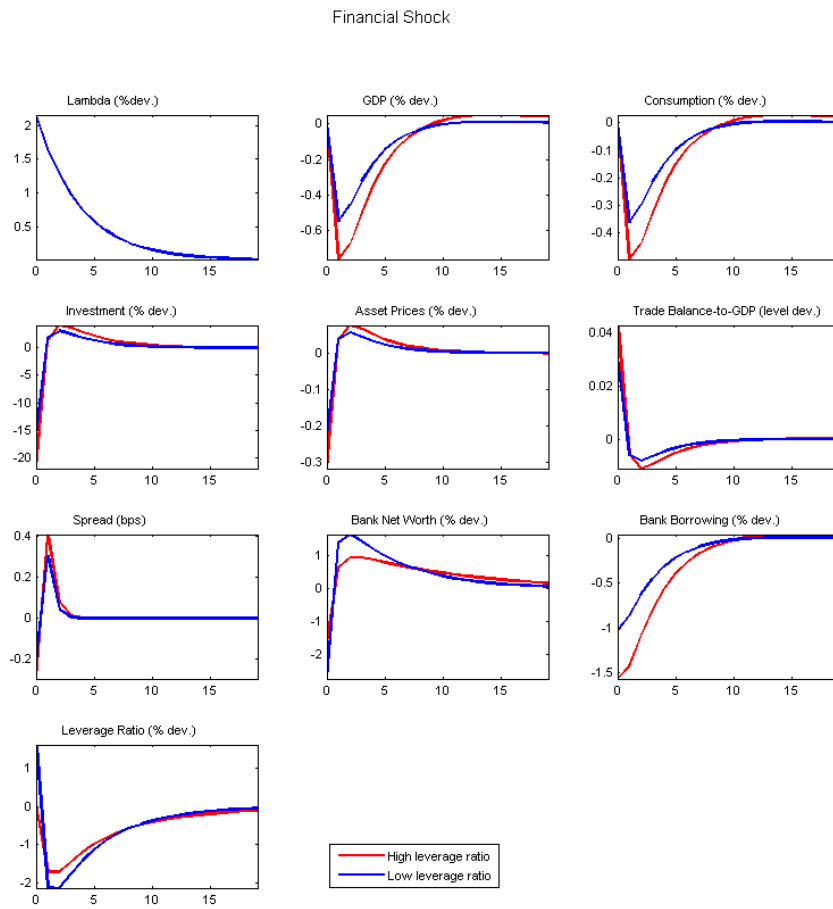 Financial Shock
Lambda (%dev.)
2
1.5
1
0.5
0 5 10 15
GDP (% dev.)
0
-0.2
-0.4
-0.6
0 5 10 15
Consumption (% dev.)
0
-0.1
-0.2
-0.3
-0.4
0 5 10 15
Investment (% dev.)
0
-5
-10
-15
-20
0 5 10 15
Asset Prices (% dev.)
0
-0.1
-0.2
-0.3
0 5 10 15
Trade Balance-to-GDP (level dev.)
0.04
0.02
0
0 5 10 15
Spread (bps)
0.4
0.2
0
-0.2
0 5 10 15
Bank Net Worth (% dev.)
1
0
-1
-2
0 5 10 15
Bank Borrowing (% dev.)
0
-0.5
-1
-1.5
0 5 10 15
Leverage Ratio (% dev.)
1
0
-1
-2
0 5 10 15
High leverage ratio
Low leverage ratio